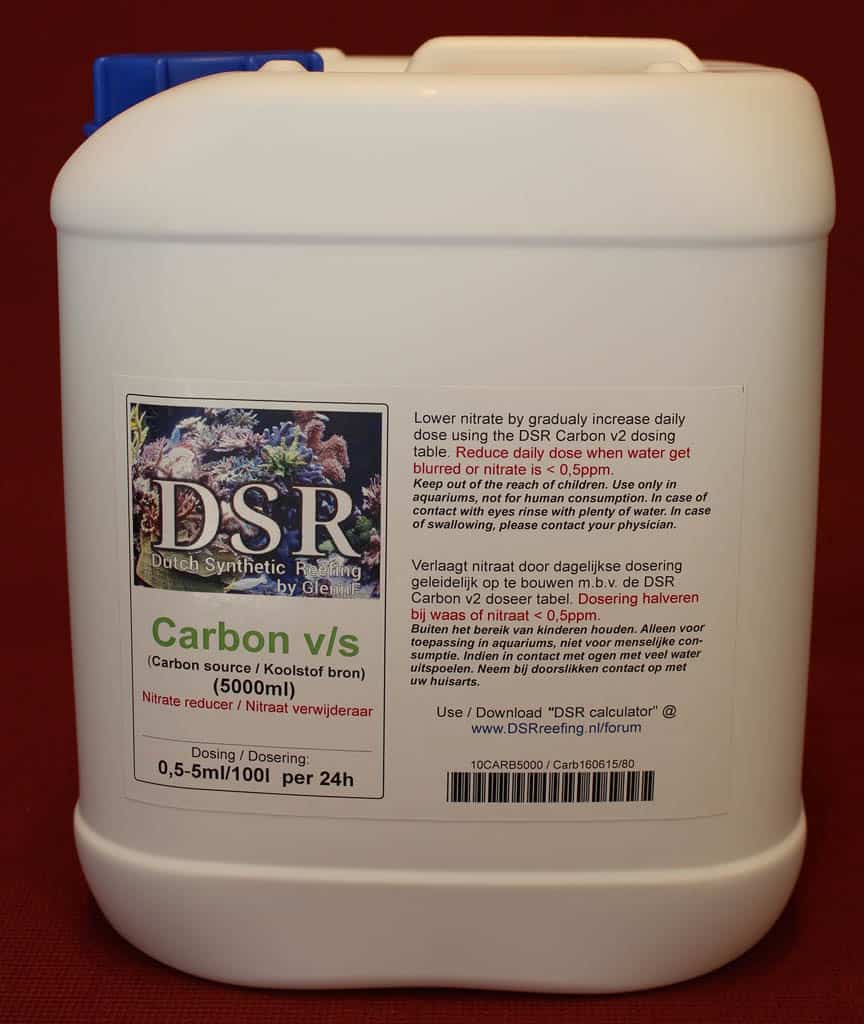 DSR
Dutch Synthetic Reefing
by GlennF
Carbon v/s
(Carbon source / Koolstof bron)
(5000ml)
Nitrate reducer / Nitraat verwijderaar
Dosing / Dosering:
0,5-5ml/100l per 24h
Lower nitrate by gradualy increase daily
dose using the DSR Carbon v2 dosing
table. Reduce daily dose when water get
blurred or nitrate is < 0,5ppm.
Keep out of the reach of children. Use only in
aquariums, not for human consumption. In case of
contact with eyes rinse with plenty of water. In case
of swallowing, please contact your physician.
Verlaagt nitraat door dagelijkse dosering
geleidelijk op te bouwen m.b.v. de DSR
Carbon v2 doseer tabel. Dosering halveren
bij waas of nitraat < 0,5ppm.
Buiten het bereik van kinderen houden. Alleen voor
toepassing in aquariums, niet voor menselijke con-
sumptie. Indien in contact met ogen met veel water
uitspoelen. Neem bij doorslikken contact op met
uw huisarts.
Use / Download "DSR calculator" @
www.DSRreefing.nl/forum
10CARB5000 / Carb160615/80